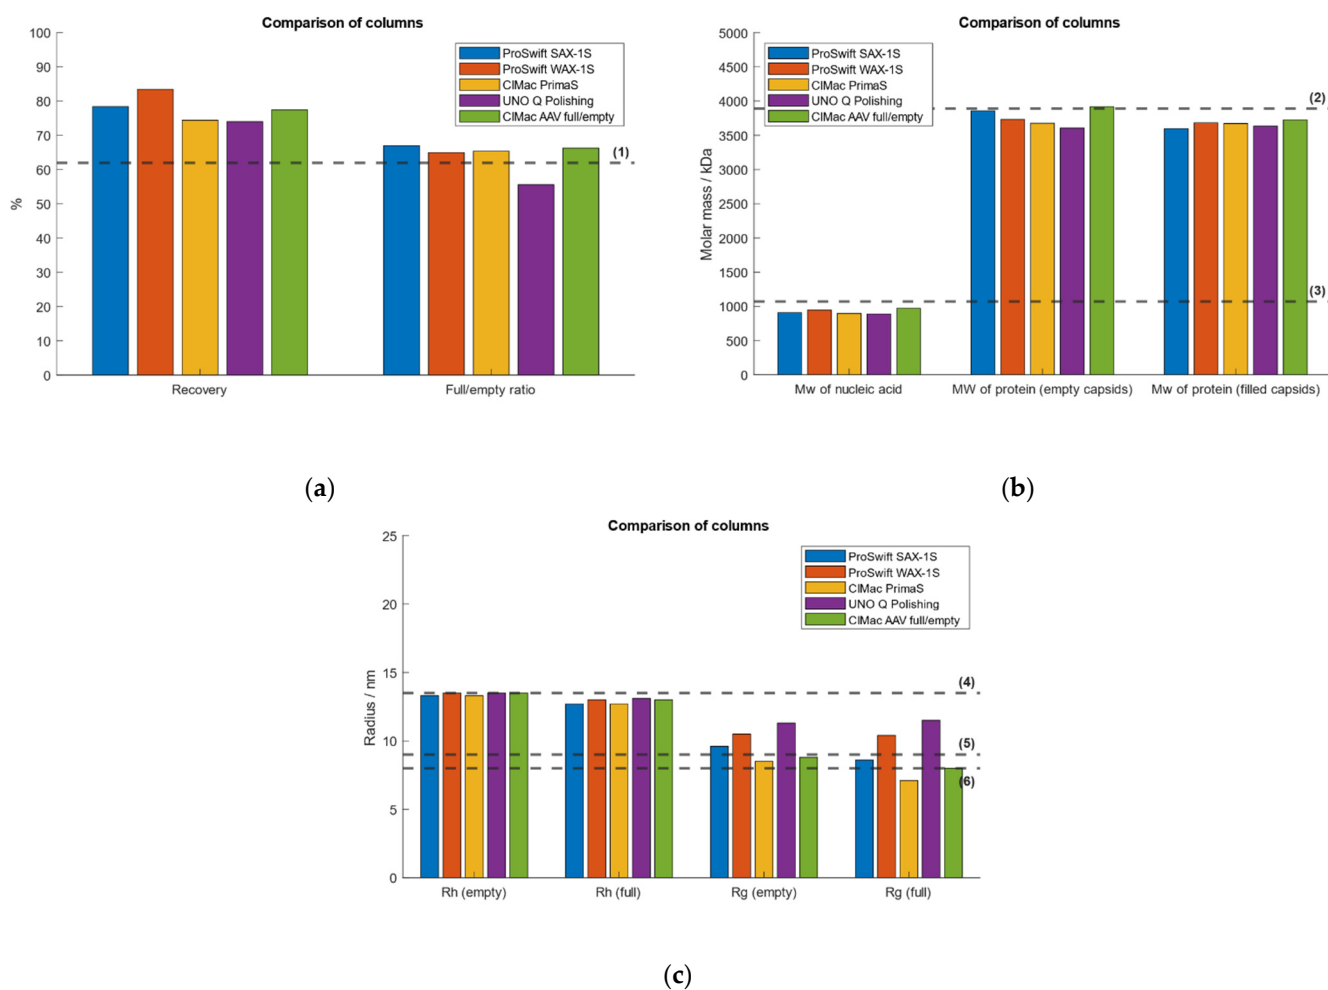 Comparison of columns
100
90
80
70
60
50
40
30
20
10
0
%
ProSwift SAX-1S
ProSwift WAX-1S
CIMac PrimaS
UNO Q Polishing
CIMac AAV full/empty
(1)
Recovery
Full/empty ratio
(a)
Comparison of columns
5000
4500
4000
3500
3000
2500
2000
1500
1000
500
0
Molar mass / kDa
ProSwift SAX-1S
ProSwift WAX-1S
CIMac PrimaS
UNO Q Polishing
CIMac AAV full/empty
(2)
(3)
Mw of nucleic acid
MW of protein (empty capsids)
Mw of protein (filled capsids)
(b)
Comparison of columns
25
20
15
10
5
0
Radius / nm
ProSwift SAX-1S
ProSwift WAX-1S
CIMac PrimaS
UNO Q Polishing
CIMac AAV full/empty
(4)
(5)
(6)
Rh (empty)
Rh (full)
Rg (empty)
Rg (full)
(c)